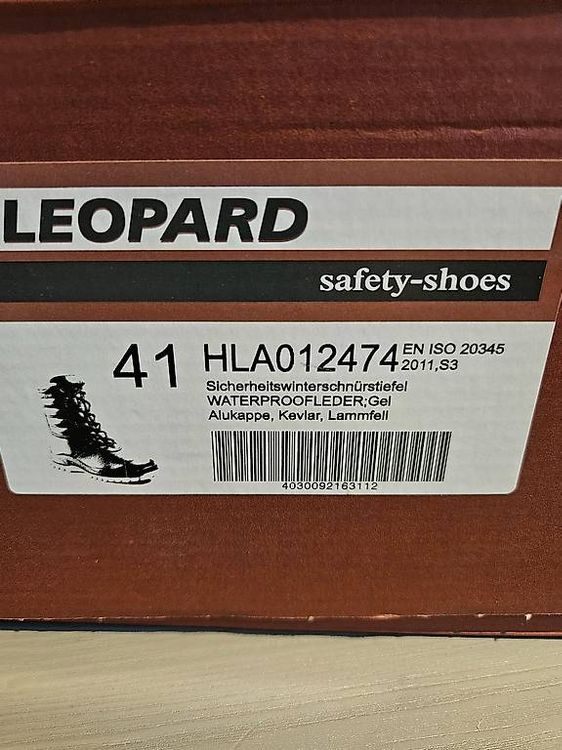 LEOPARD
safety-shoes
41 HLA012474 EN ISO 20345
2011,S3
Sicherheitswinterschnürstiefel
WATERPROOFLEDER;Gel
Alukappe, Kevlar, Lammfell
4030092163112